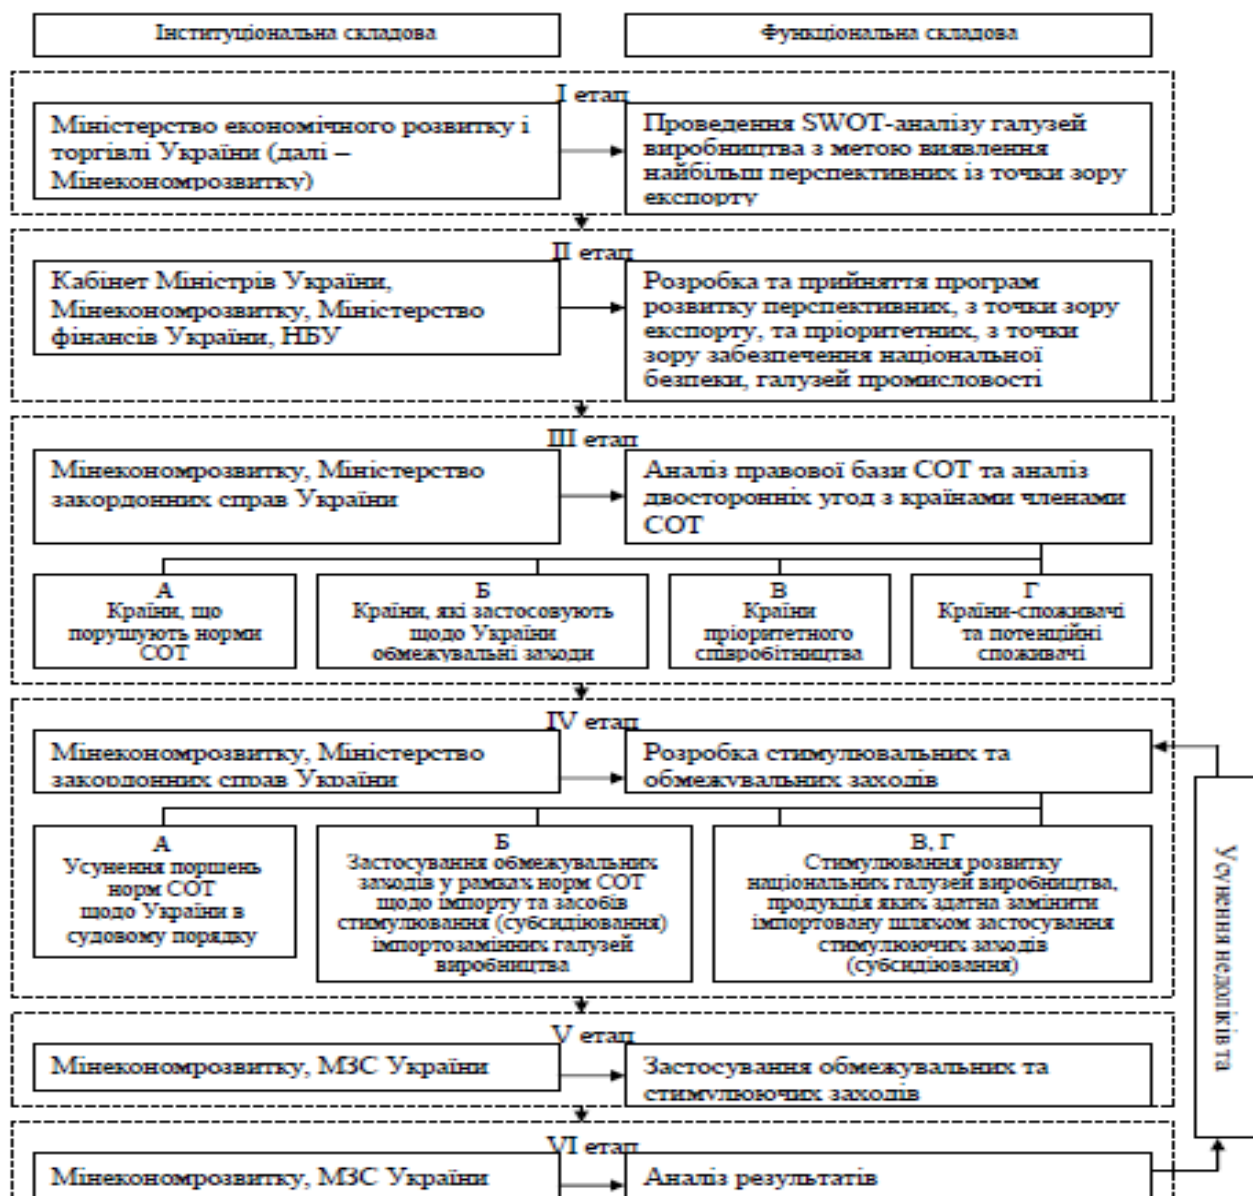 Інституціональна складова
Функціональна складова
І етап
Міністерство економічного розвитку і
торгівлі України (далі –
Мінекономрозвитку)
Проведення SWOT-аналізу галузей
виробництва з метою виявлення
найбільш перспективних із точки зору
експорту
ІІ етап
Кабінет Міністрів України,
Мінекономрозвитку, Міністерство
фінансів України, НБУ
Розробка та прийняття програм
розвитку перспективних, з точки зору
експорту, та пріоритетних, з точки
зору забезпечення національної
безпеки, галузей промисловості
ІІІ етап
Мінекономрозвитку, Міністерство
закордонних справ України
Аналіз правової бази СОТ та аналіз
двосторонніх угод з країнами членами
СОТ
А
Країни, що
порушують норми
СОТ
Б
Країни, які застосовують
щодо України
обмежувальні заходи
В
Країни
пріоритетного
співробітництва
Г
Країни-споживачі
та потенційні
споживачі
IV етап
Мінекономрозвитку, Міністерство
закордонних справ України
Розробка стимулювальних та
обмежувальних заходів
А
Усунення поршень
норм СОТ
щодо України в
судовому порядку
Б
Застосування обмежувальних
заходів у рамках норм СОТ
щодо імпорту та засобів
стимулювання (субсидіювання)
імпортозамінних галузей
виробництва
В, Г
Стимулювання розвитку
національних галузей виробництва,
продукція яких здатна замінити
імпортовану шляхом застосування
стимулюючих заходів
(субсидіювання)
V етап
Мінекономрозвитку, МЗС України
Застосування обмежувальних та
стимулюючих заходів
VI етап
Мінекономрозвитку, МЗС України
Аналіз результатів
Усунення недоліків та